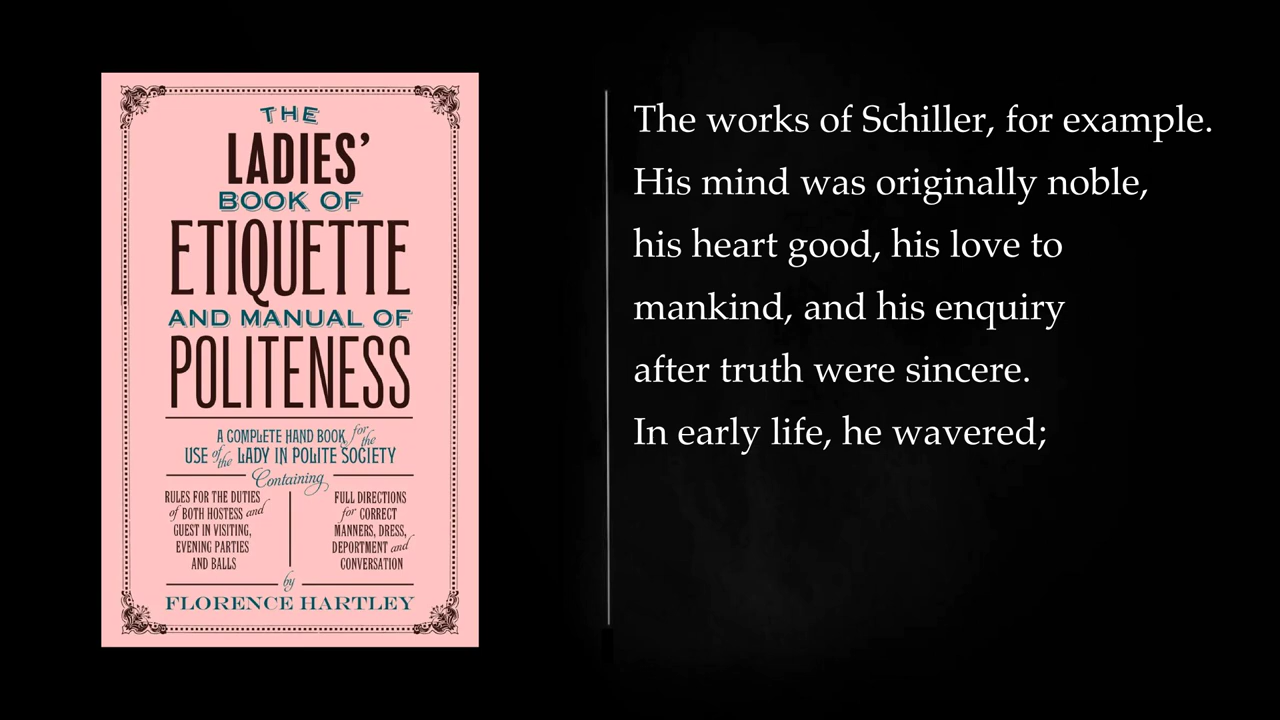 THE
LADIES'
BOOK OF
ETIQUETTE
AND MANUAL OF
POLITENESS
A COMPLETE HAND BOOK for the
USE of the LADY IN POLITE SOCIETY
Containing
RULES FOR THE DUTIES
of BOTH HOSTESS and
GUEST IN VISITING,
EVENING PARTIES
AND BALLS
FULL DIRECTIONS
for CORRECT
MANNERS, DRESS,
DEPORTMENT and
CONVERSATION
by
FLORENCE HARTLEY
The works of Schiller, for example.
His mind was originally noble,
his heart good, his love to
mankind, and his enquiry
after truth were sincere.
In early life, he wavered;